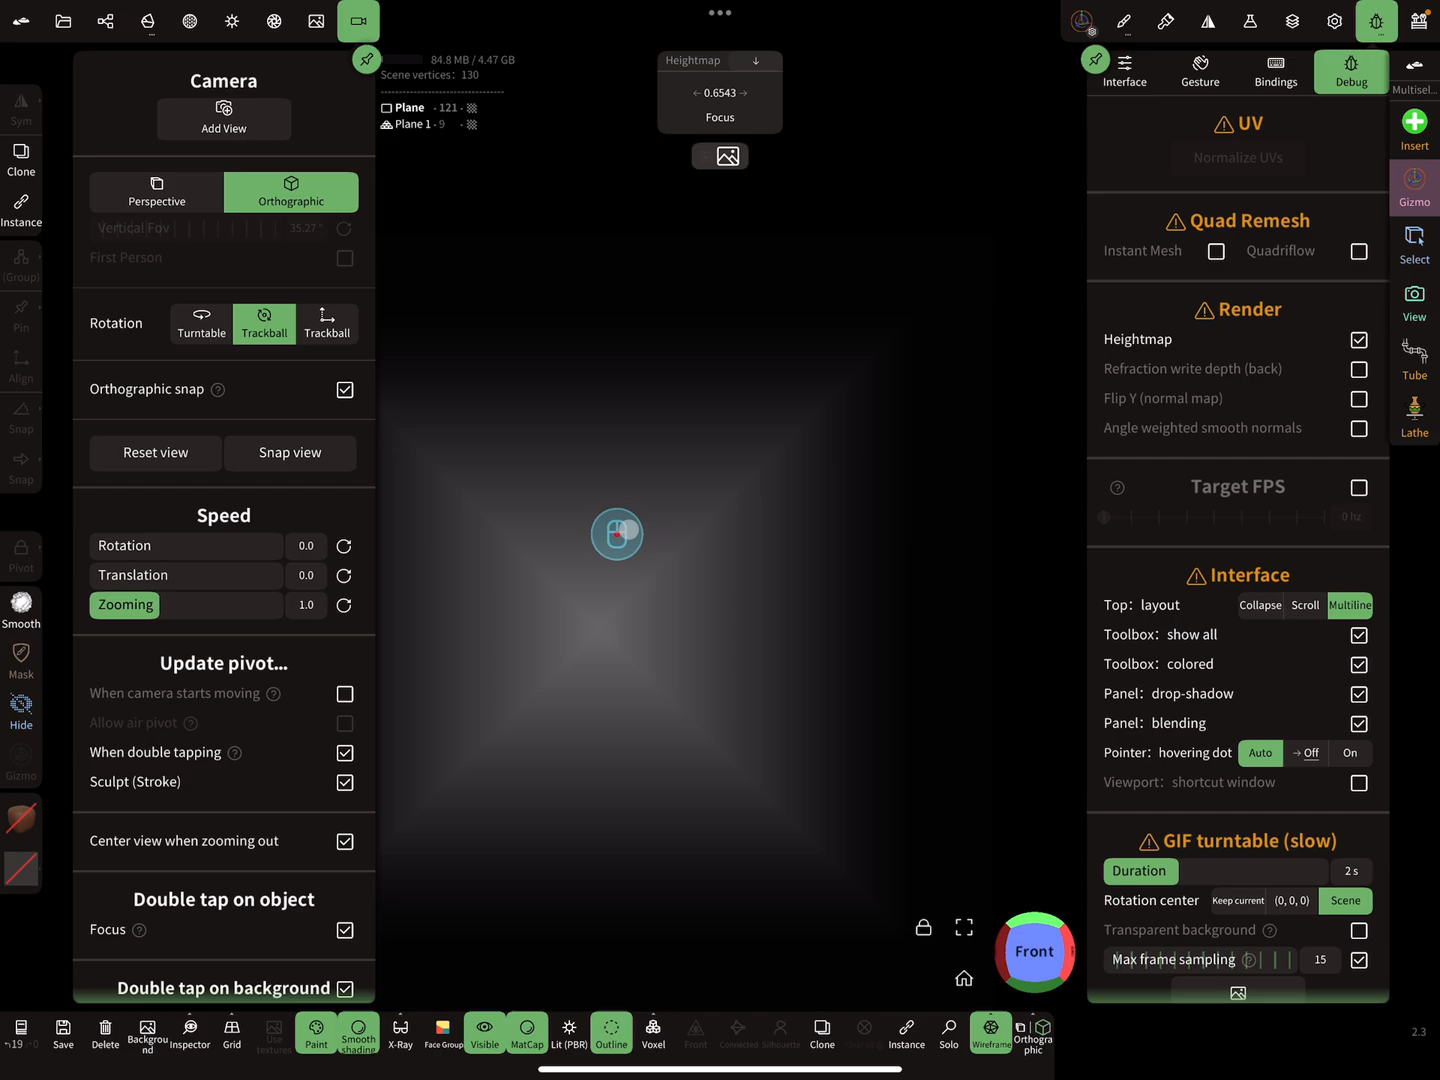 84.8 MB / 4.47 GB
Scene vertices: 130
Plane · 121 ·
Plane 1 · 9 ·
Heightmap ↓
← 0.6543 →
Focus
Camera
Add View
Perspective
Orthographic
Vertical Fov 35.27 °
First Person
Rotation
Turntable
Trackball
Trackball
Orthographic snap
Reset view
Snap view
Speed
Rotation 0.0
Translation 0.0
Zooming 1.0
Update pivot...
When camera starts moving
Allow air pivot
When double tapping
Sculpt (Stroke)
Center view when zooming out
Double tap on object
Focus
Double tap on background
Sym
Clone
Instance
(Group)
Pin
Align
Snap
Snap
Pivot
Smooth
Mask
Hide
Gizmo
Front
Interface
Gesture
Bindings
Debug
UV
Normalize UVs
Quad Remesh
Instant Mesh
Quadriflow
Render
Heightmap
Refraction write depth (back)
Flip Y (normal map)
Angle weighted smooth normals
Target FPS
0 hz
Interface
Top: layout Collapse Scroll Multiline
Toolbox: show all
Toolbox: colored
Panel: drop-shadow
Panel: blending
Pointer: hovering dot Auto → Off On
Viewport: shortcut window
GIF turntable (slow)
Duration 2 s
Rotation center Keep current (0, 0, 0) Scene
Transparent background
Max frame sampling 15
Multisel
Insert
Gizmo
Select
View
Tube
Lathe
19 0
Save
Delete
Backgrou
nd
Inspector
Grid
Use
textures
Paint
Smooth
shading
X-Ray
Face Group
Visible
MatCap
Lit (PBR)
Outline
Voxel
Front
Connected
Silhouette
Clone
Instance
Solo
Wireframe
Orthogra
phic
2.3